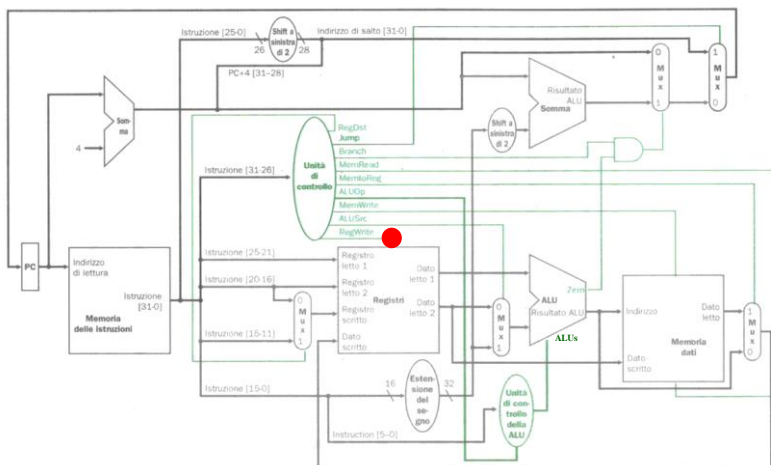 Istruzione [25-0]
26
Shift a
sinistra
di 2
28
Indirizzo di salto [31-0]
PC+4 [31-28]
0
M
u
x
1
1
M
u
x
0
4
Som-
ma
Risultato
ALU
Somma
Shift a
sinistra
di 2
RegDst
Jump
Branch
MemRead
MemtoReg
ALUOp
MemWrite
ALUSrc
RegWrite
Unità
di
controllo
Istruzione [31-26]
PC
Indirizzo
di lettura
Istruzione
[31-0]
Memoria
delle istruzioni
Istruzione [25-21]
Istruzione [20-16]
Istruzione [15-11]
0
M
u
x
1
Registro
letto 1
Registro
letto 2
Registro
scritto
Dato
scritto
Dato
letto 1
Dato
letto 2
Registri
0
M
u
x
1
Zero
ALU
Risultato ALU
ALUs
Indirizzo
Dato
letto
Memoria
dati
Dato
scritto
1
M
u
x
0
Istruzione [15-0]
16
Estensione
del
segno
32
Instruction [5-0]
Unità
di con-
trollo
della
ALU